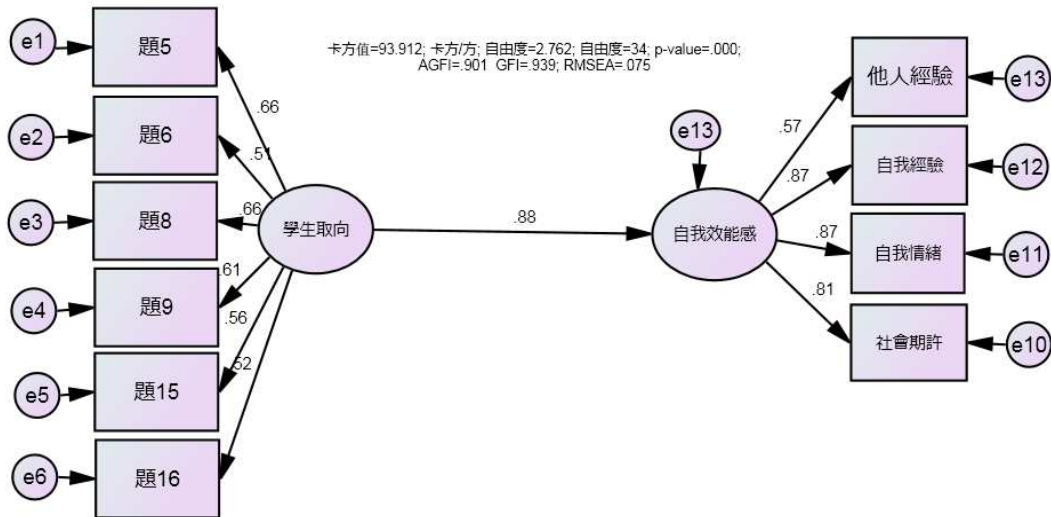 卡方值=93.912; 卡方/方; 自由度=2.762; 自由度=34; p-value=.000;
AGFI=.901 GFI=.939; RMSEA=.075
e1
題5
.66
e2
題6
.51
e3
題8
.66
e4
題9
.61
e5
題15
.56
e6
題16
.52
學生取向
.88
e13
自我效能感
.57
他人經驗
e13
.87
自我經驗
e12
.87
自我情緒
e11
.81
社會期許
e10